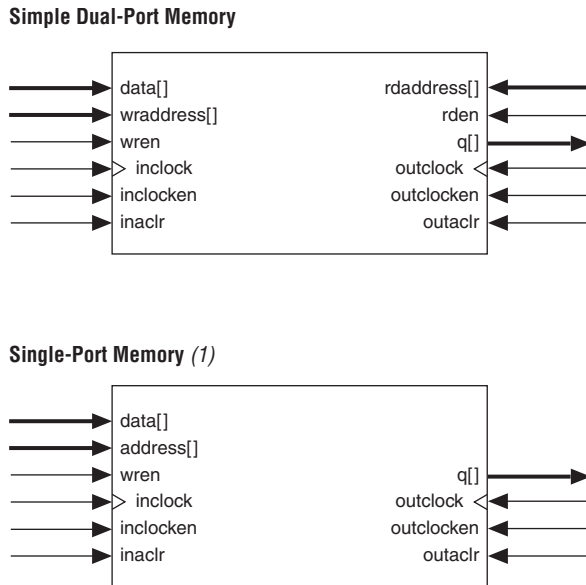 Simple Dual-Port Memory
data[] rdaddress[]
wraddress[] rden
wren q[]
inclock outclock
inclocken outclocken
inaclr outaclr
Single-Port Memory (1)
data[]
address[]
wren q[]
inclock outclock
inclocken outclocken
inaclr outaclr